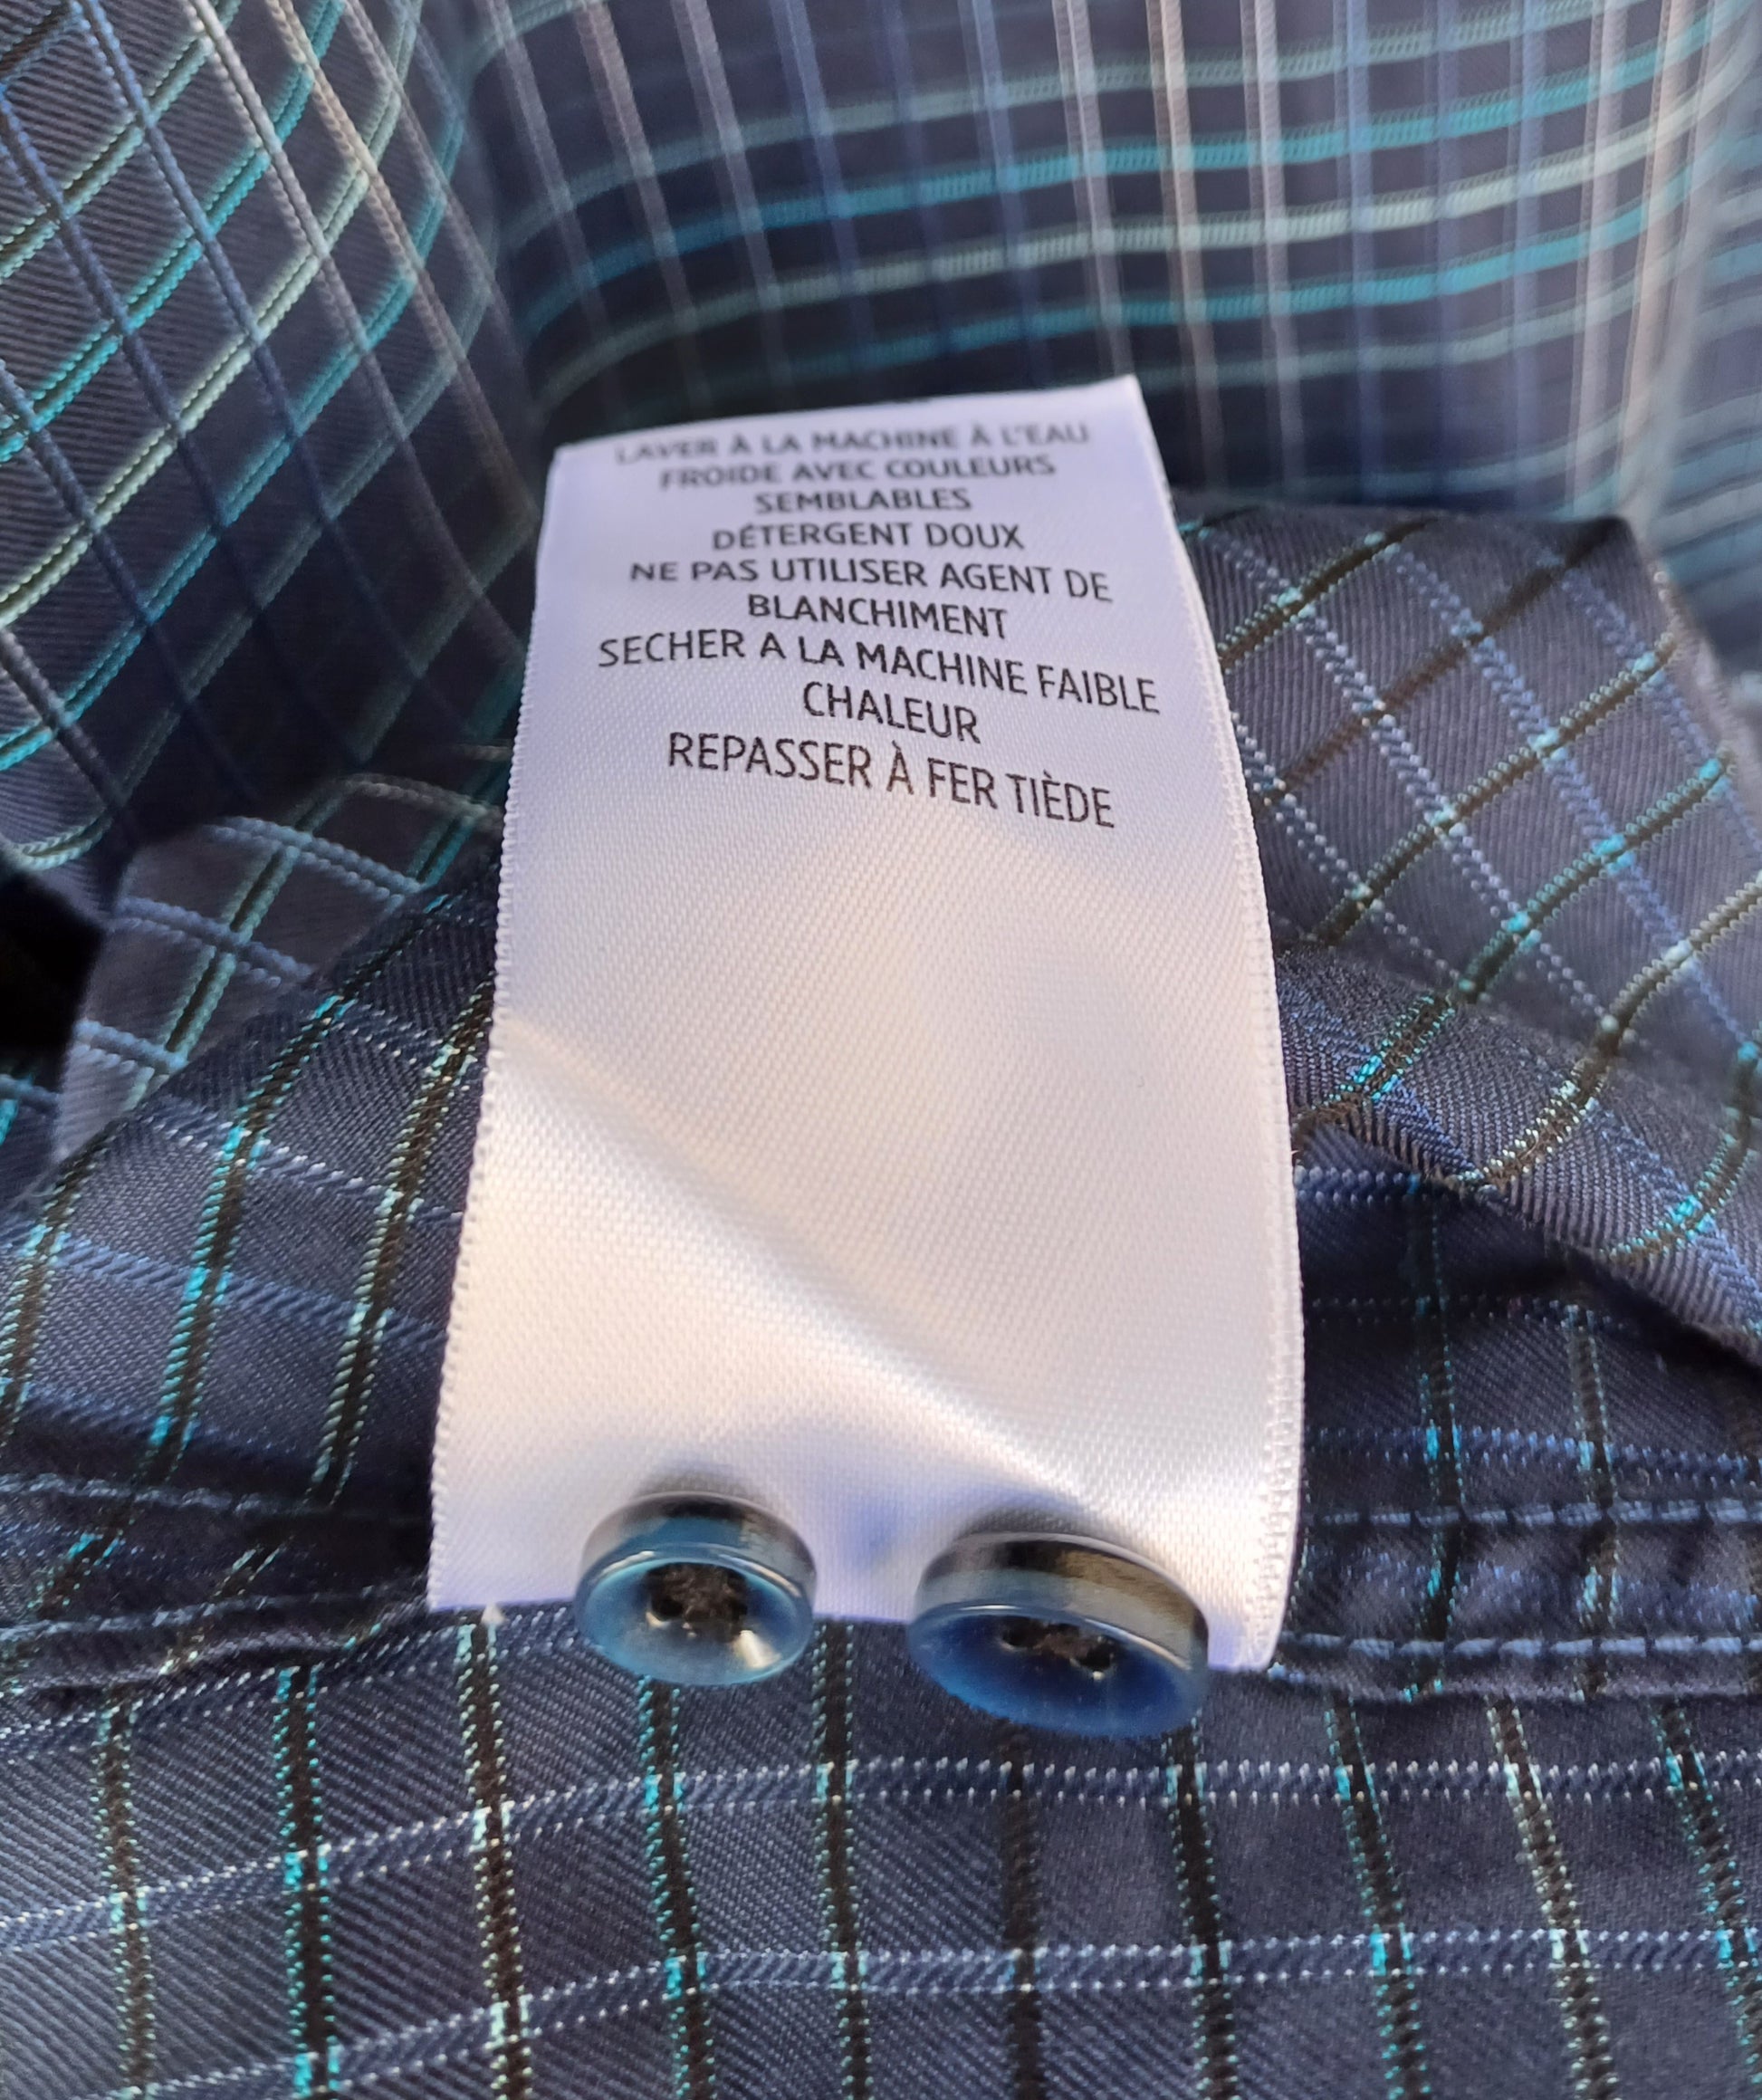 LAVER À LA MACHINE À L'EAU
FROIDE AVEC COULEURS
SEMBLABLES
DÉTERGENT DOUX
NE PAS UTILISER AGENT DE
BLANCHIMENT
SECHER A LA MACHINE FAIBLE
CHALEUR
REPASSER À FER TIÈDE